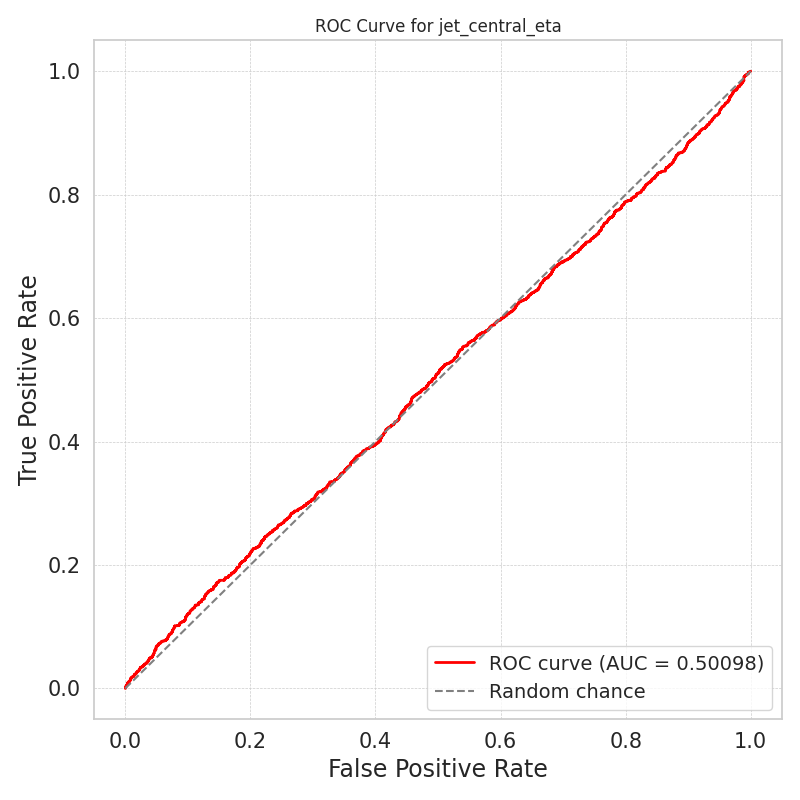 ROC Curve for jet_central_eta
True Positive Rate
1.0
0.8
0.6
0.4
0.2
0.0
ROC curve (AUC = 0.50098)
Random chance
0.0 0.2 0.4 0.6 0.8 1.0
False Positive Rate